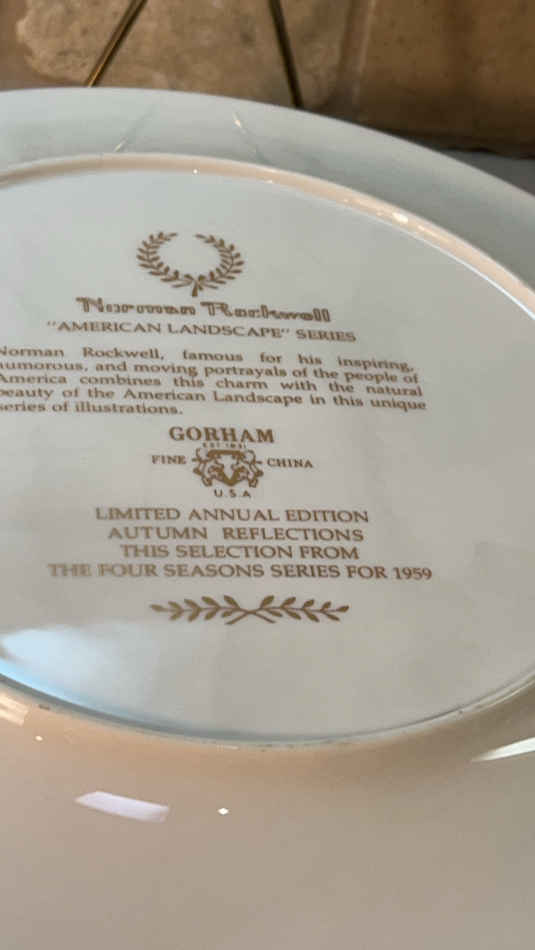 Norman Rockwell
"AMERICAN LANDSCAPE" SERIES
Norman Rockwell, famous for his inspiring,
humorous, and moving portrayals of the people of
America combines this charm with the natural
beauty of the American Landscape in this unique
series of illustrations.
GORHAM
EST 1831
FINE CHINA
U.S.A
LIMITED ANNUAL EDITION
AUTUMN REFLECTIONS
THIS SELECTION FROM
THE FOUR SEASONS SERIES FOR 1959